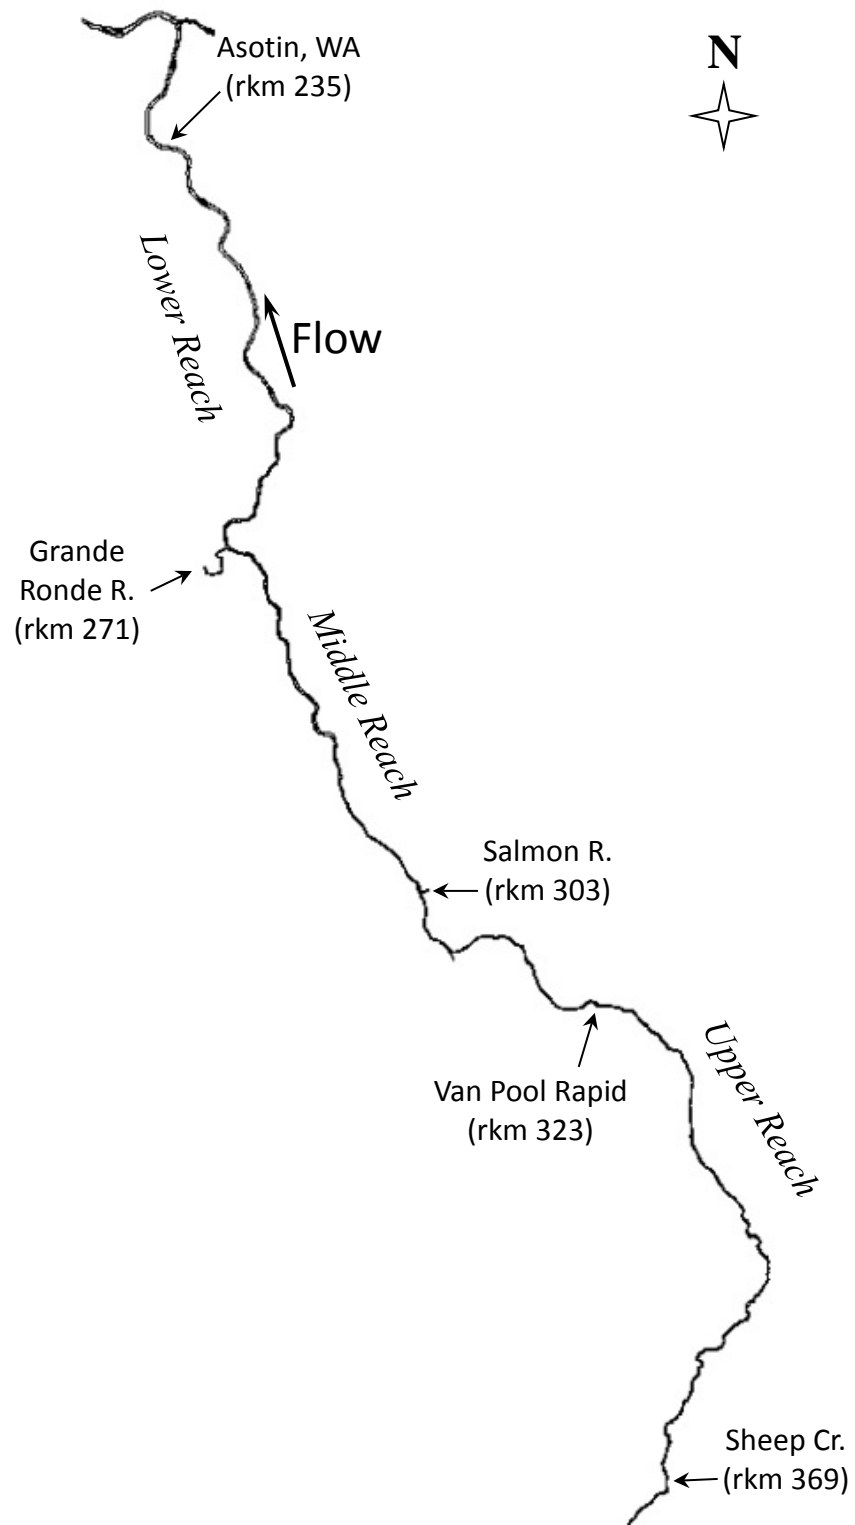 Asotin, WA
(rkm 235)
N
Lower Reach
Flow
Grande
Ronde R.
(rkm 271)
Middle Reach
Salmon R.
(rkm 303)
Van Pool Rapid
(rkm 323)
Upper Reach
Sheep Cr.
(rkm 369)